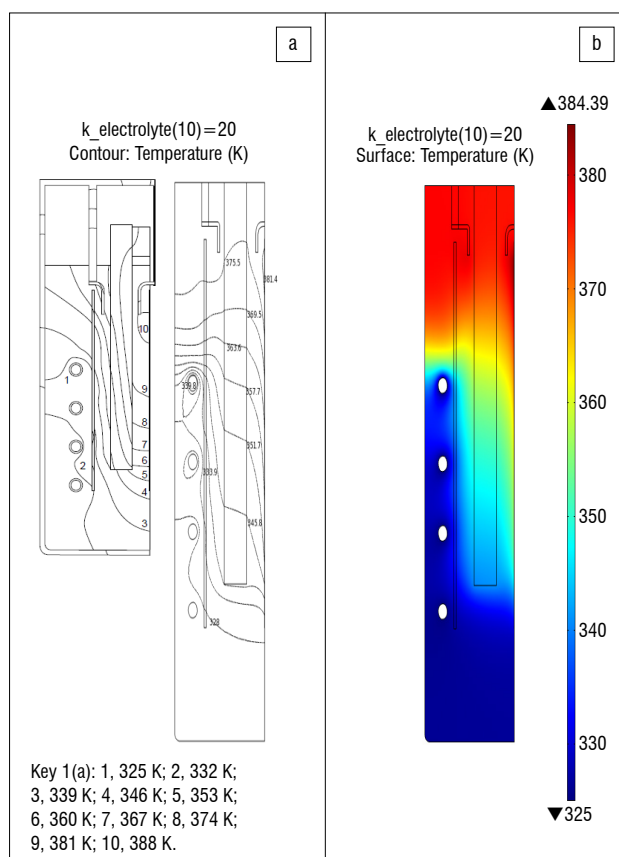 a
k_electrolyte(10)=20
Contour: Temperature (K)
375.5
381.4
369.5
363.6
339.8
357.7
351.7
333.9
345.8
328
10
9
1
8
7
2
6
5
4
3
Key 1(a): 1, 325 K; 2, 332 K;
3, 339 K; 4, 346 K; 5, 353 K;
6, 360 K; 7, 367 K; 8, 374 K;
9, 381 K; 10, 388 K.
b
k_electrolyte(10)=20
Surface: Temperature (K)
▲384.39
380
370
360
350
340
330
▼325